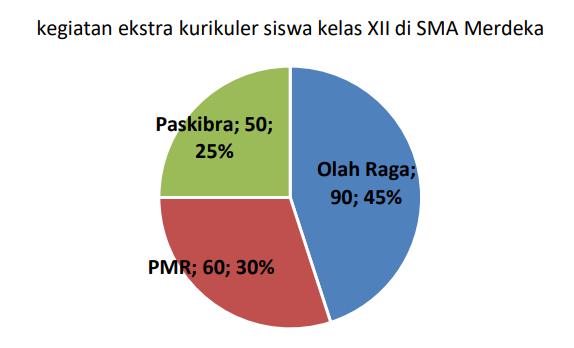 kegiatan ekstra kurikuler siswa kelas XII di SMA Merdeka
Paskibra; 50;
25%
Olah Raga;
90; 45%
PMR; 60; 30%